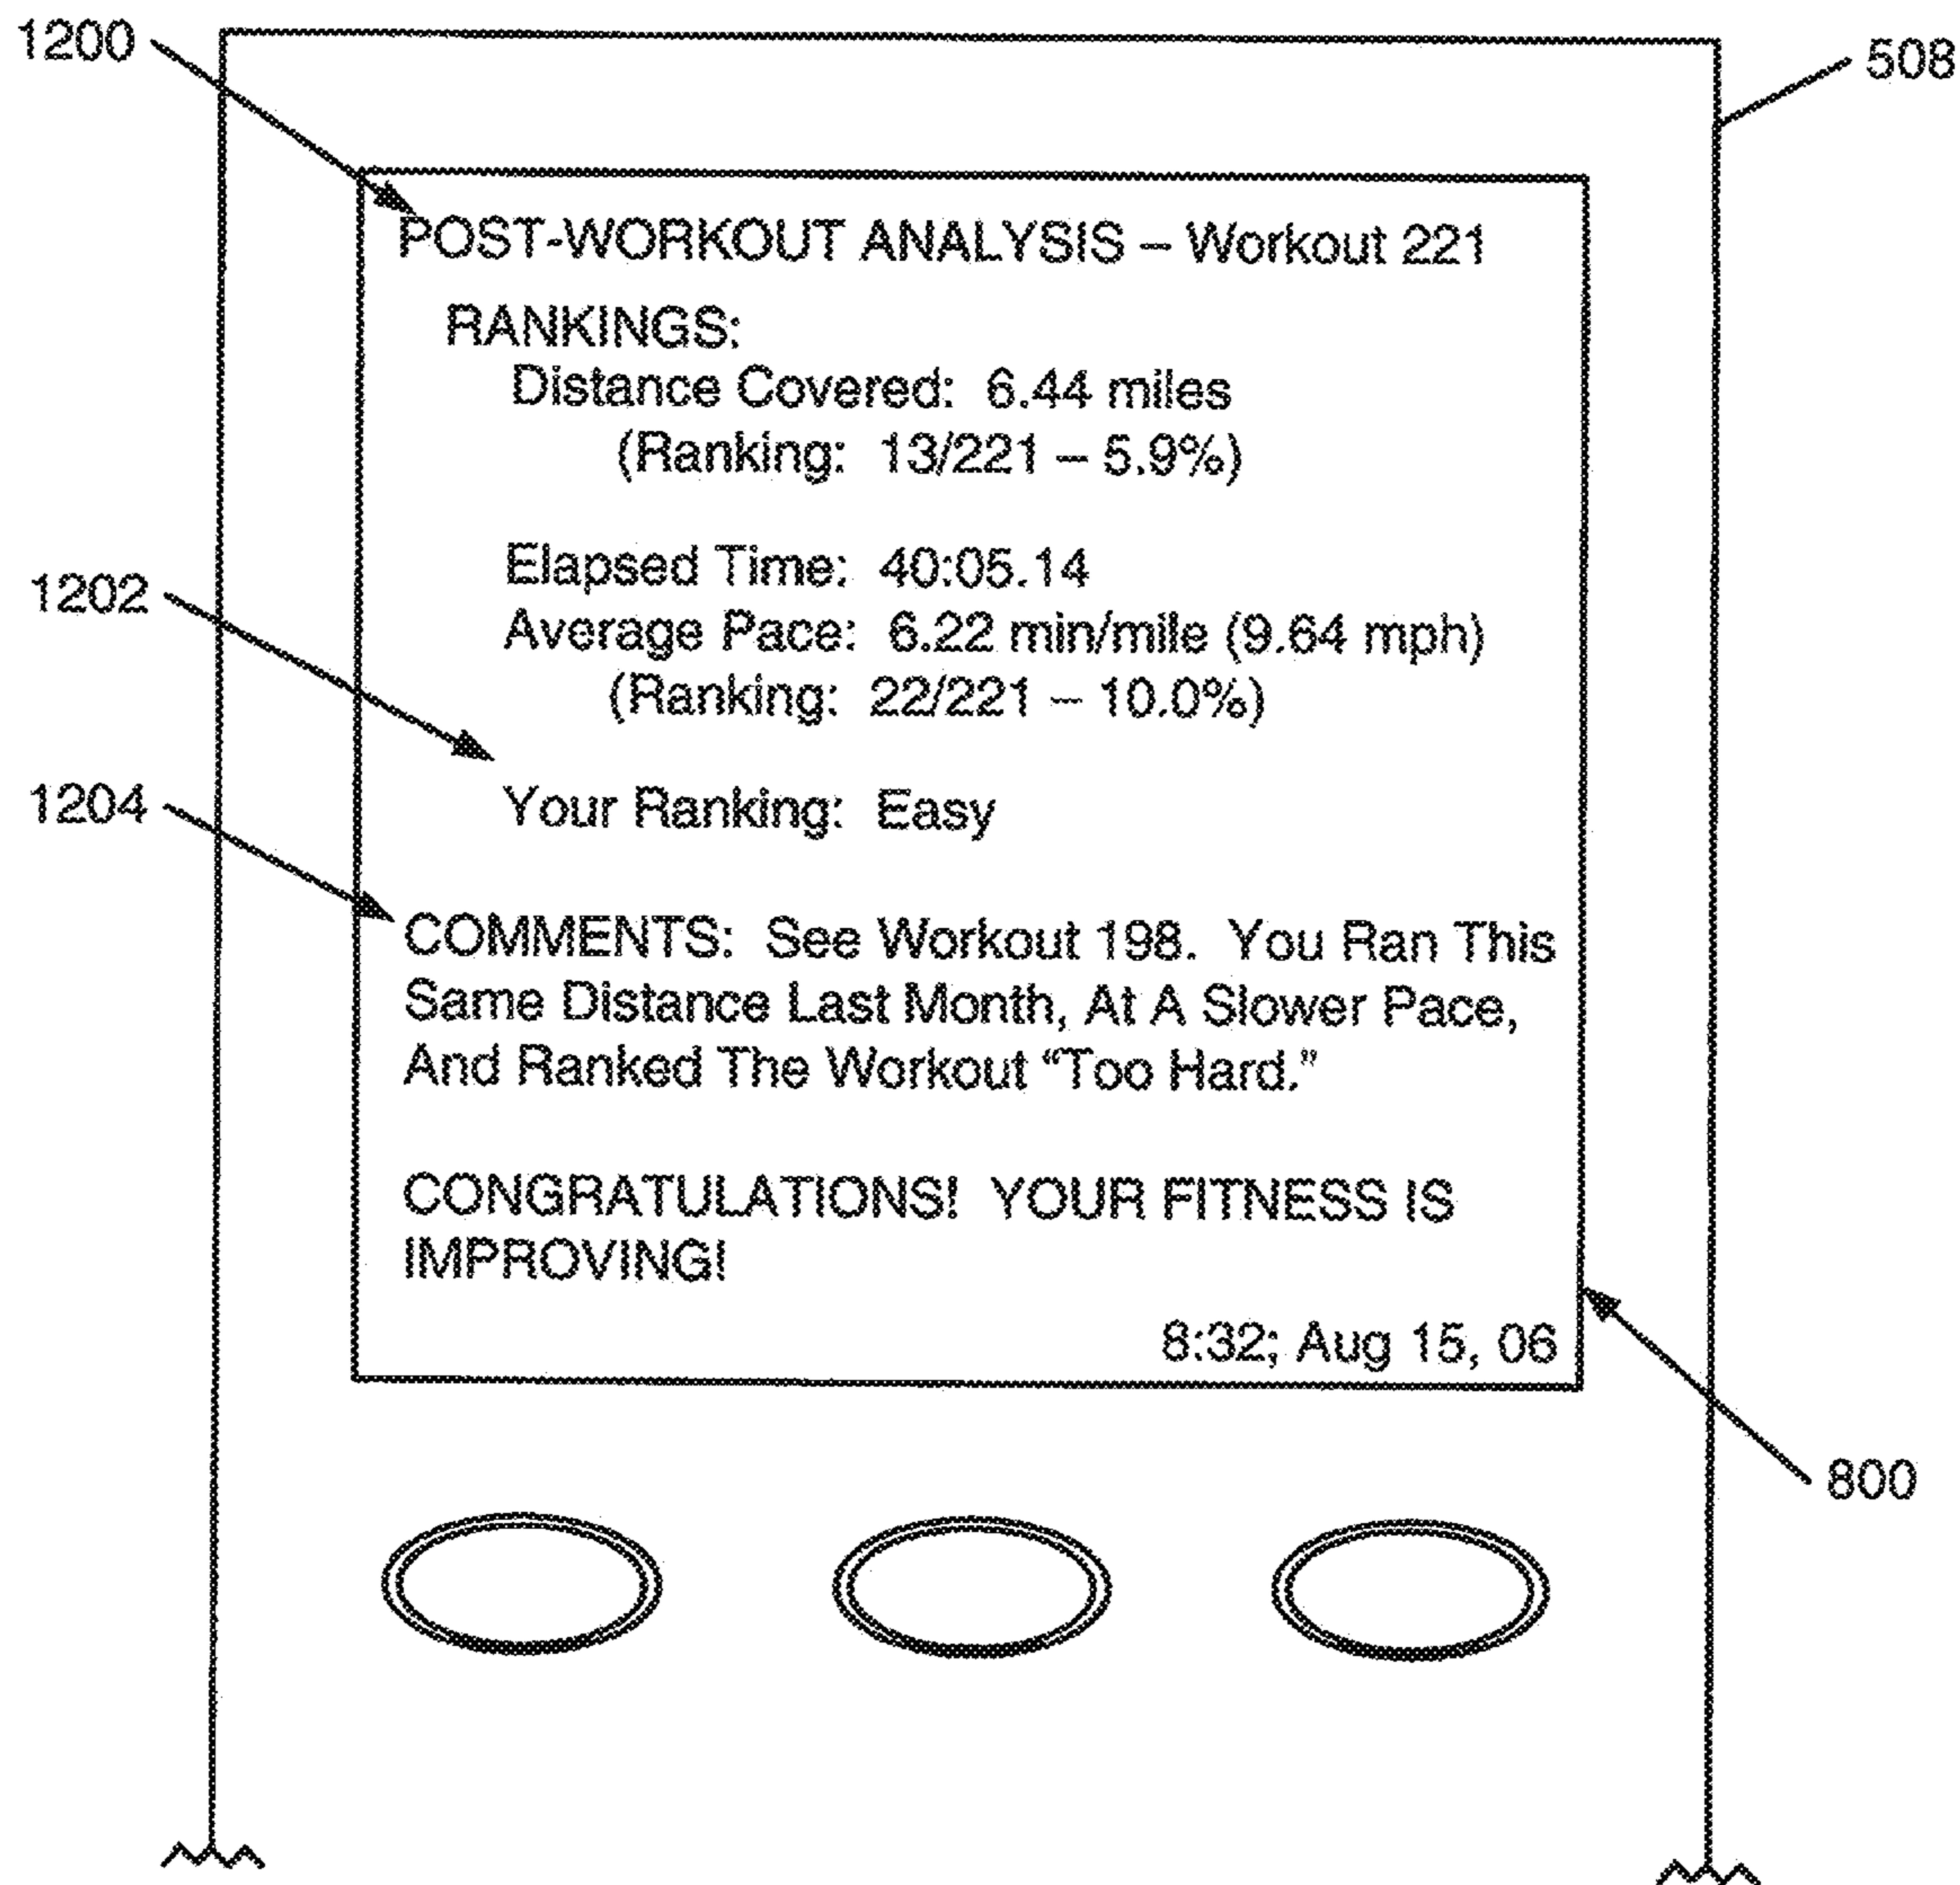 1200
508
POST-WORKOUT ANALYSIS – Workout 221
RANKINGS:
Distance Covered: 6.44 miles
(Ranking: 13/221 – 5.9%)
Elapsed Time: 40:05.14
1202
Average Pace: 6.22 min/mile (9.64 mph)
(Ranking: 22/221 – 10.0%)
1204
Your Ranking: Easy
COMMENTS: See Workout 198. You Ran This
Same Distance Last Month, At A Slower Pace,
And Ranked The Workout “Too Hard.”
CONGRATULATIONS! YOUR FITNESS IS
IMPROVING!
8:32; Aug 15, 06
800